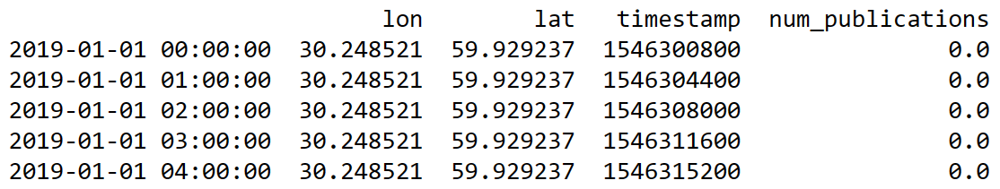 lon lat timestamp num_publications
2019-01-01 00:00:00 30.248521 59.929237 1546300800 0.0
2019-01-01 01:00:00 30.248521 59.929237 1546304400 0.0
2019-01-01 02:00:00 30.248521 59.929237 1546308000 0.0
2019-01-01 03:00:00 30.248521 59.929237 1546311600 0.0
2019-01-01 04:00:00 30.248521 59.929237 1546315200 0.0